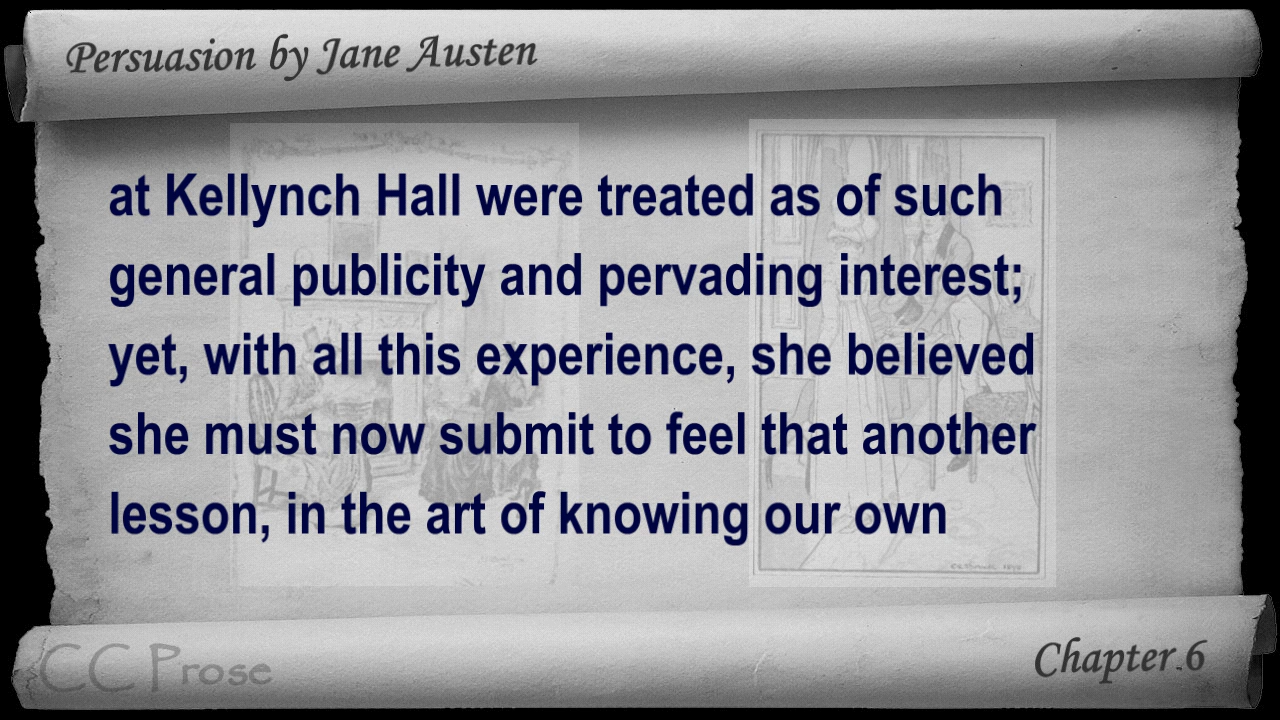 Persuasion by Jane Austen
at Kellynch Hall were treated as of such
general publicity and pervading interest;
yet, with all this experience, she believed
she must now submit to feel that another
lesson, in the art of knowing our own
CC Prose
Chapter.6